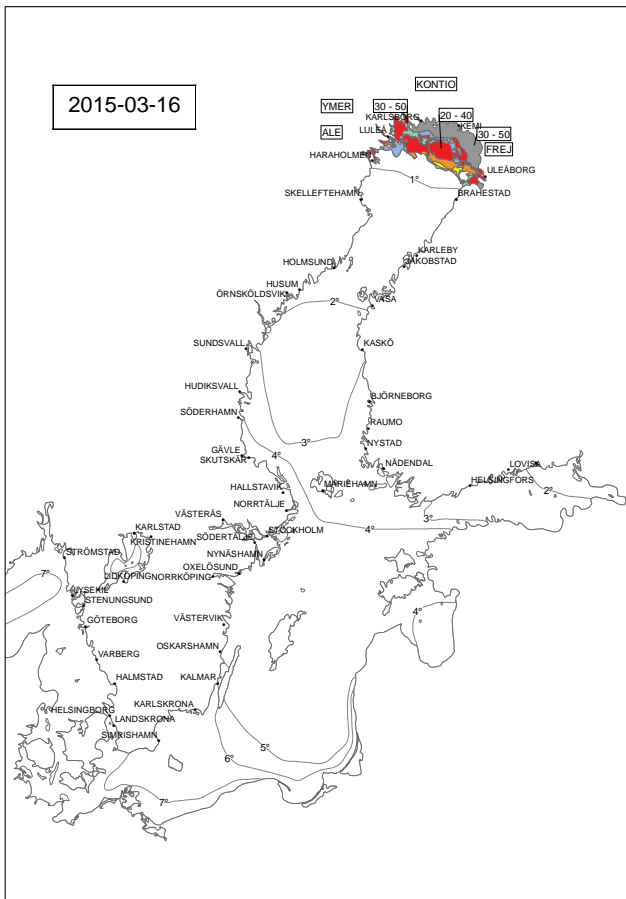 KONTIO
2015-03-16
YMER
30 - 50
KARLSBORG
20 - 40
KEMI
ALE
LULEÅ
30 - 50
FREJ
HARAHOLMEN
ULEÅBORG
1°
SKELLEFTEHAMN
BRAHESTAD
KARLEBY
HOLMSUND
JAKOBSTAD
HUSUM
ÖRNSKÖLDSVIK
2°
VASA
SUNDSVALL
KASKÖ
HUDIKSVALL
BJÖRNEBORG
SÖDERHAMN
RAUMO
3°
NYSTAD
GÄVLE
4°
SKUTSKÄR
NÅDENDAL
LOVISA
HALLSTAVIK
MARIEHAMN
HELSINGFORS
2°
NORRTÄLJE
VÄSTERÅS
3°
KARLSTAD
4°
STOCKHOLM
KRISTINEHAMN
SÖDERTÄLJE
STRÖMSTAD
NYNÄSHAMN
OXELÖSUND
7°
LIDKÖPING
NORRKÖPING
LYSEKIL
STENUNGSUND
4°
GÖTEBORG
VÄSTERVIK
VARBERG
OSKARSHAMN
HALMSTAD
KALMAR
HELSINGBORG
KARLSKRONA
LANDSKRONA
SIMRISHAMN
5°
6°
7°